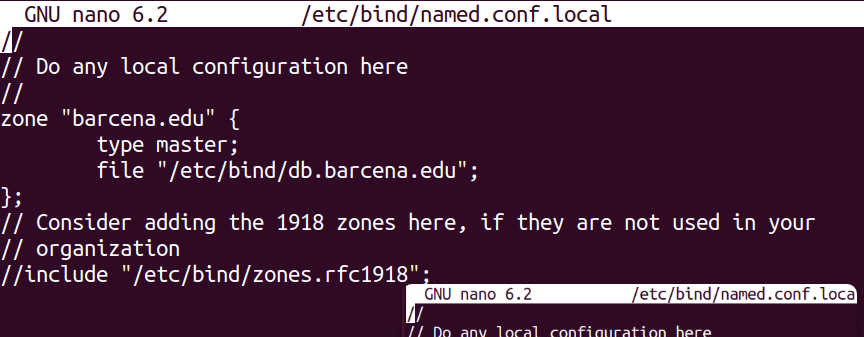 GNU nano 6.2 /etc/bind/named.conf.local
//
// Do any local configuration here
//
zone "barcena.edu" {
type master;
file "/etc/bind/db.barcena.edu";
};
// Consider adding the 1918 zones here, if they are not used in your
// organization
//include "/etc/bind/zones.rfc1918";
GNU nano 6.2 /etc/bind/named.conf.loca
//
// Do any local configuration here